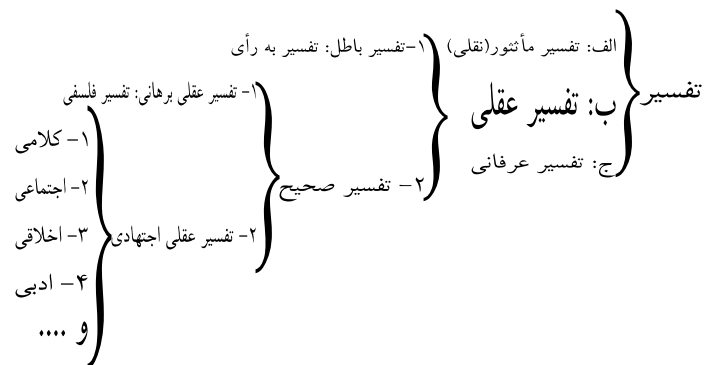 تفسیر
الف: تفسیر مأثثور(نقلی)
ب: تفسیر عقلی
ج: تفسیر عرفانی
۱-تفسیر باطل: تفسیر به رأی
۲- تفسیر صحیح
۱- تفسیر عقلی برهانی: تفسیر فلسفی
۲- تفسیر عقلی اجتهادی
۱- کلامی
۲- اجتماعی
۳- اخلاقی
۴- ادبی
و ....